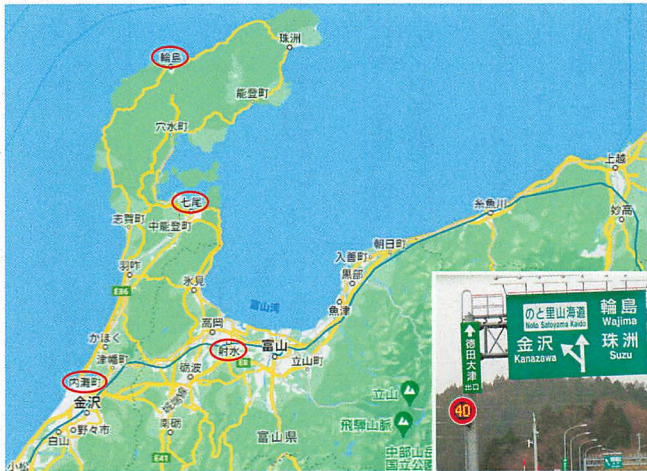 輪島
珠洲
能登町
穴水町
七尾
志賀町
中能登町
羽咋
氷見
上越
糸魚川
妙高
朝日町
入善町
黒部
魚津
富山湾
E86
かほく
高岡
津幡町
射水
富山
E8
立山町
内灘町
砺波
金沢
野々市
白山
南砺
城端線
富山県
立山
飛騨山脈
中部山岳
国立公園
小松
E41
のと里山海道
Noto Satoyama Kaido
輪島
Wajima
金沢
Kanazawa
珠洲
Suzu
徳田大津
出口
40